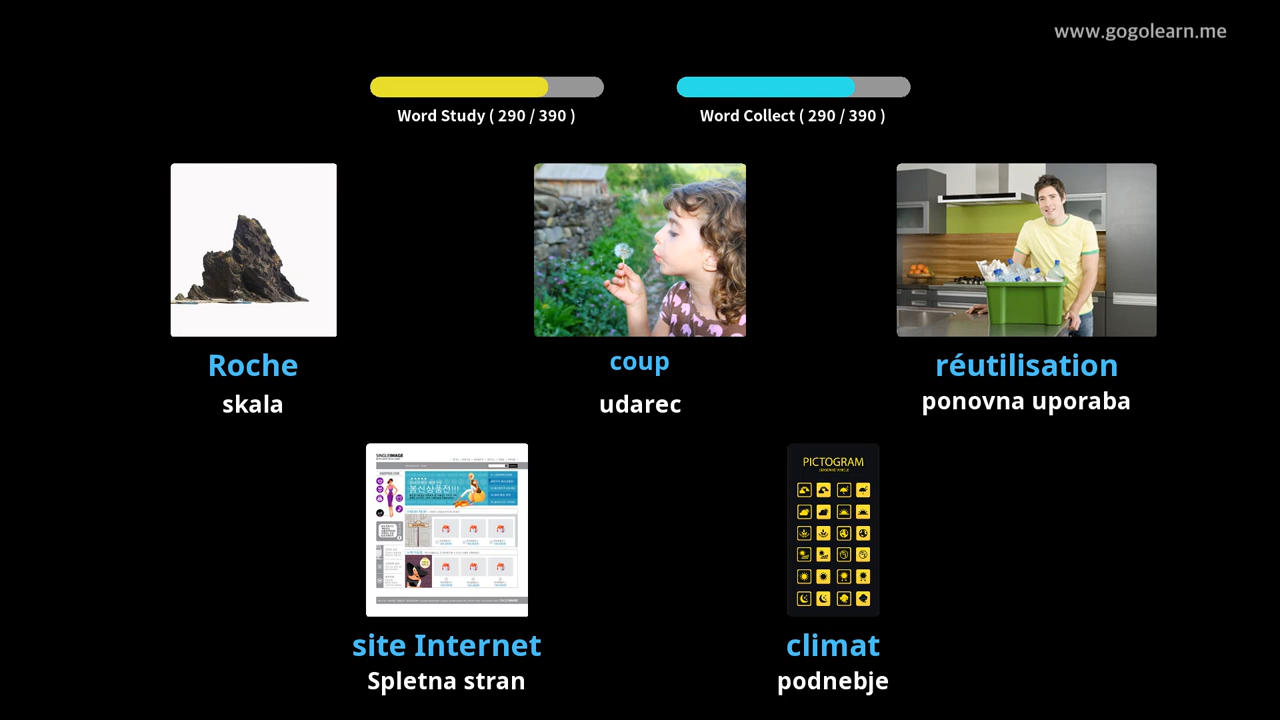 www.gogolearn.me
Word Study ( 290 / 390 )
Word Collect ( 290 / 390 )
Roche
skala
coup
udarec
réutilisation
ponovna uporaba
SINGLEIMAGE
PICTOGRAM
site Internet
Spletna stran
climat
podnebje